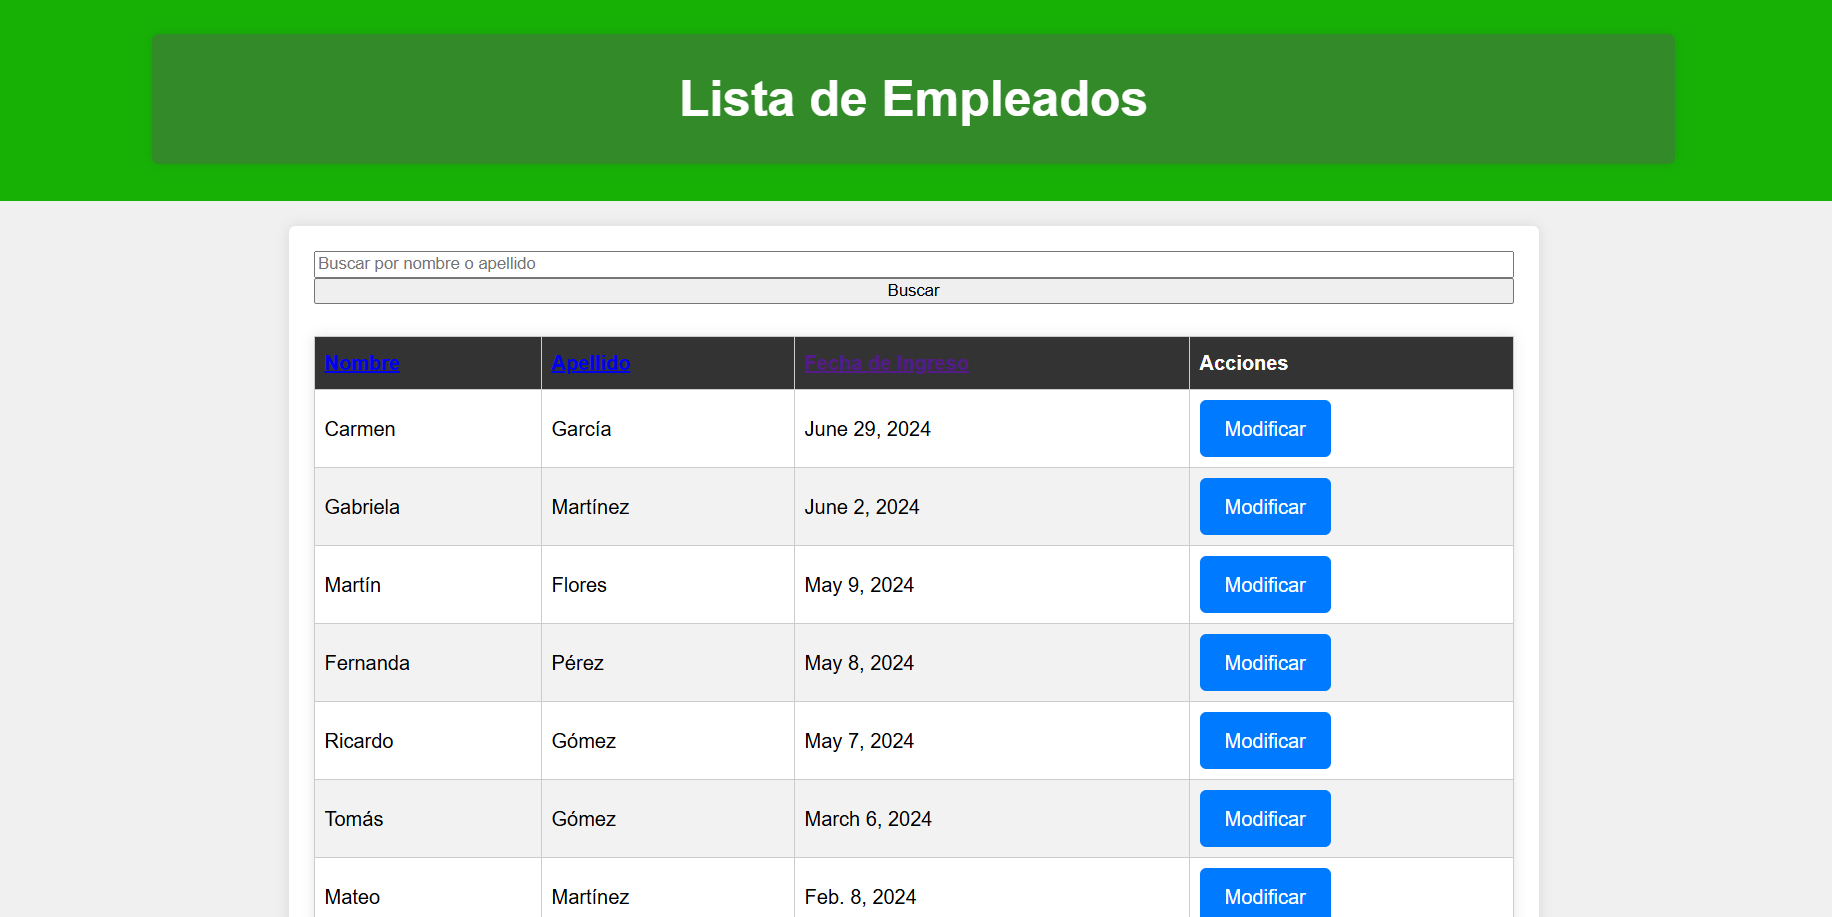 Lista de Empleados
Buscar por nombre o apellido
Buscar
Nombre Apellido Fecha de Ingreso Acciones
Carmen García June 29, 2024 Modificar
Gabriela Martínez June 2, 2024 Modificar
Martín Flores May 9, 2024 Modificar
Fernanda Pérez May 8, 2024 Modificar
Ricardo Gómez May 7, 2024 Modificar
Tomás Gómez March 6, 2024 Modificar
Mateo Martínez Feb. 8, 2024 Modificar